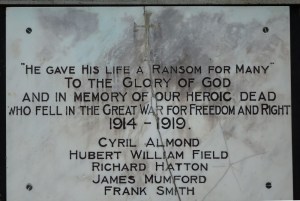 "HE GAVE HIS LIFE A RANSOM FOR MANY"
TO THE GLORY OF GOD
AND IN MEMORY OF OUR HEROIC DEAD
WHO FELL IN THE GREAT WAR FOR FREEDOM AND RIGHT
1914-1919.
CYRIL ALMOND
HUBERT WILLIAM FIELD
RICHARD HATTON
JAMES MUMFORD
FRANK SMITH